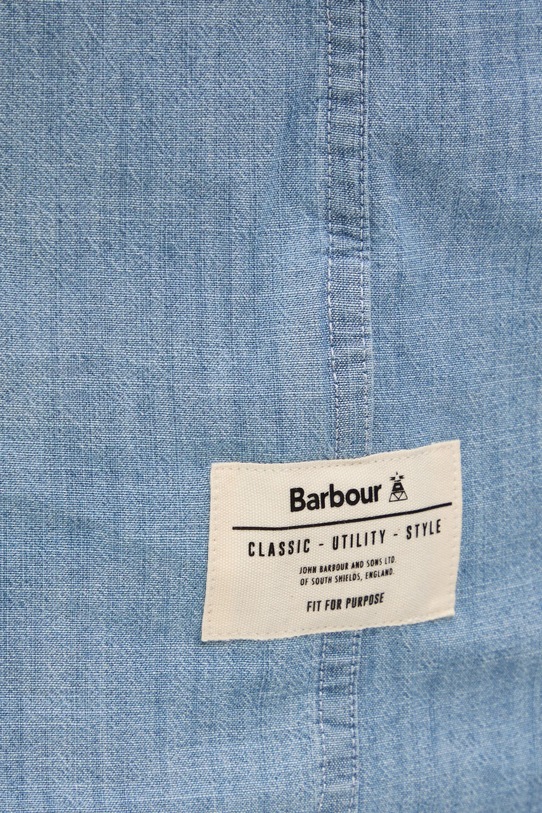 Barbour
CLASSIC - UTILITY - STYLE
JOHN BARBOUR AND SONS LTD.
OF SOUTH SHIELDS, ENGLAND.
FIT FOR PURPOSE